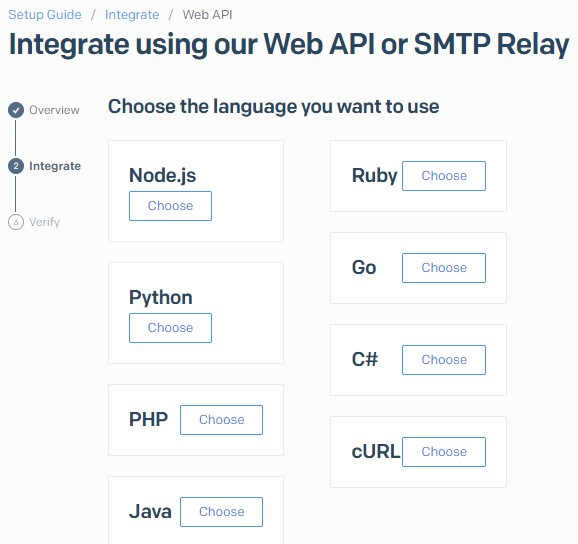 Setup Guide / Integrate / Web API
Integrate using our Web API or SMTP Relay
Overview
2 Integrate
3 Verify
Choose the language you want to use
Node.js
Choose
Python
Choose
PHP Choose
Java Choose
Ruby Choose
Go Choose
C# Choose
cURL Choose